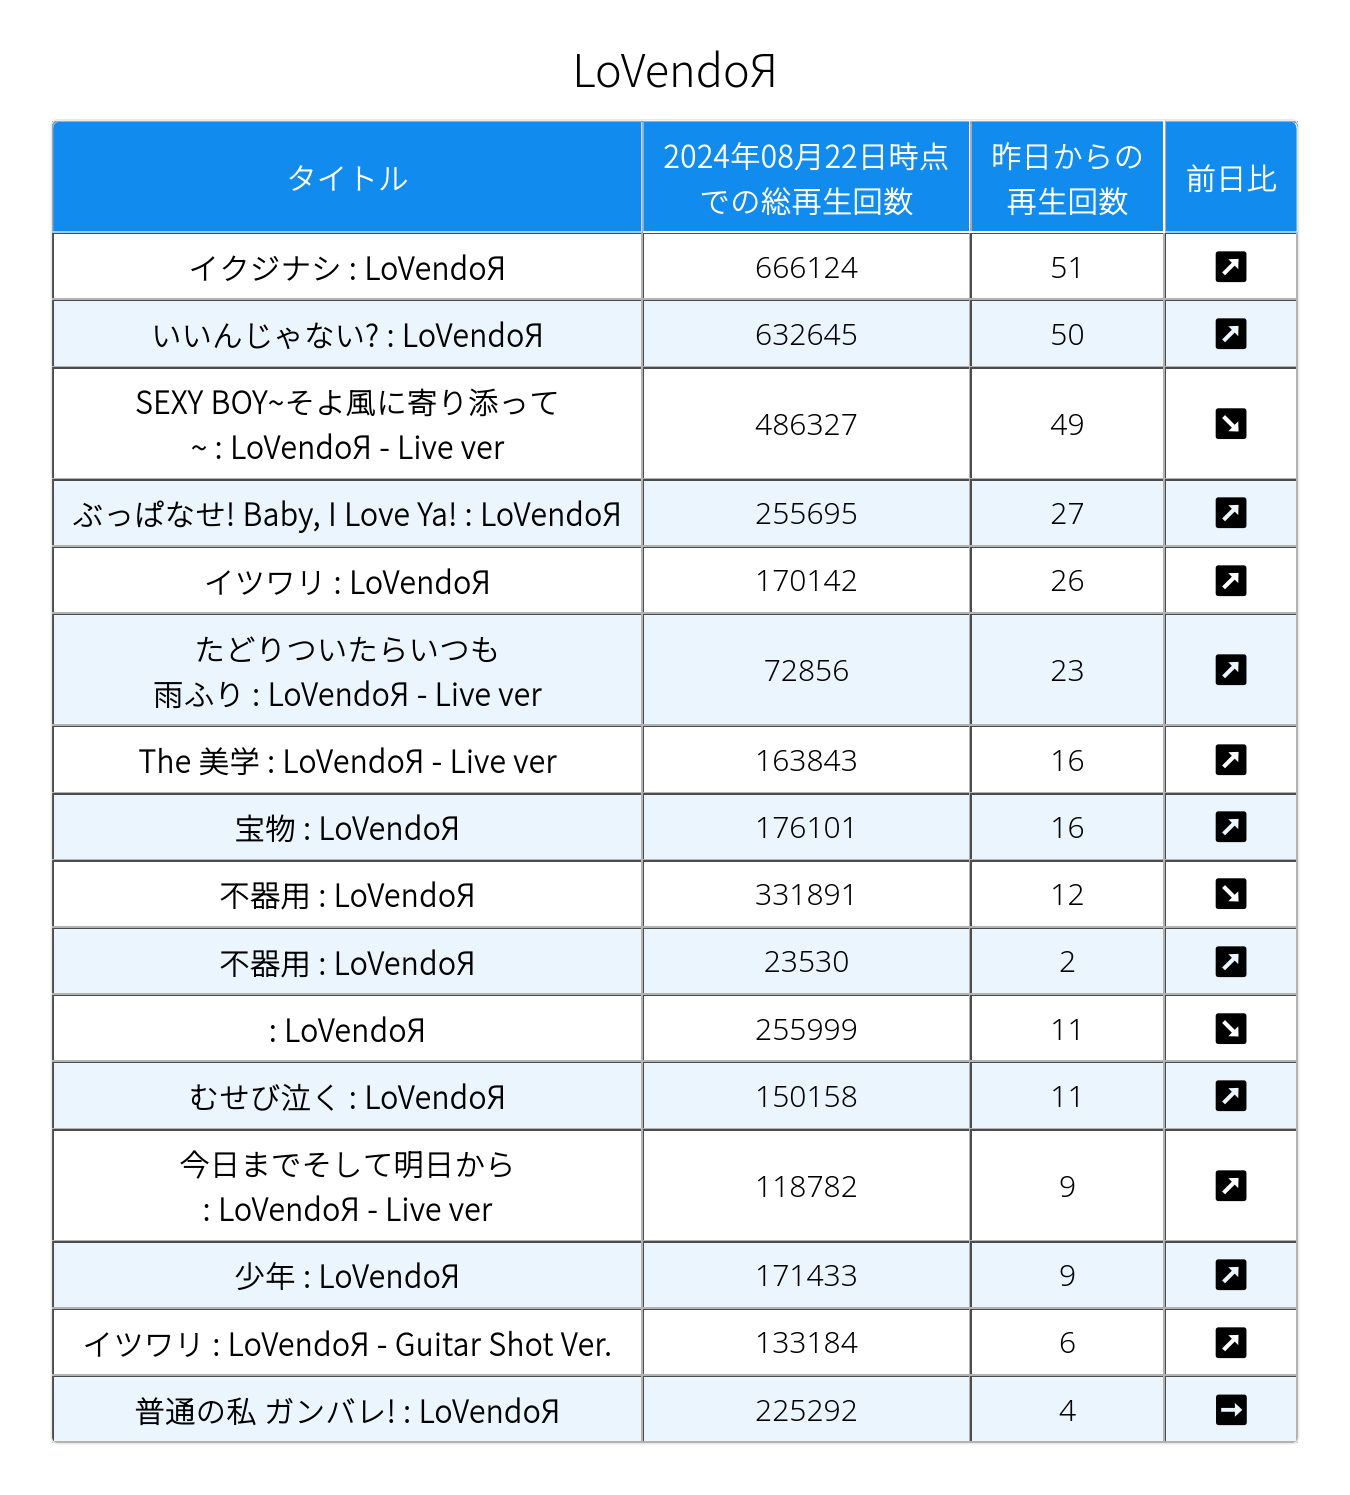 LoVendoЯ
タイトル
2024年08月22日時点
での総再生回数
昨日からの
再生回数
前日比
イクジナシ : LoVendoЯ
666124
51
いいんじゃない? : LoVendoЯ
632645
50
SEXY BOY~そよ風に寄り添って
~ : LoVendoЯ - Live ver
486327
49
ぶっぱなせ! Baby, I Love Ya! : LoVendoЯ
255695
27
イツワリ : LoVendoЯ
170142
26
たどりついたらいつも
雨ふり : LoVendoЯ - Live ver
72856
23
The 美学 : LoVendoЯ - Live ver
163843
16
宝物 : LoVendoЯ
176101
16
不器用 : LoVendoЯ
331891
12
不器用 : LoVendoЯ
23530
2
: LoVendoЯ
255999
11
むせび泣く : LoVendoЯ
150158
11
今日までそして明日から
: LoVendoЯ - Live ver
118782
9
少年 : LoVendoЯ
171433
9
イツワリ : LoVendoЯ - Guitar Shot Ver.
133184
6
普通の私 ガンバレ! : LoVendoЯ
225292
4